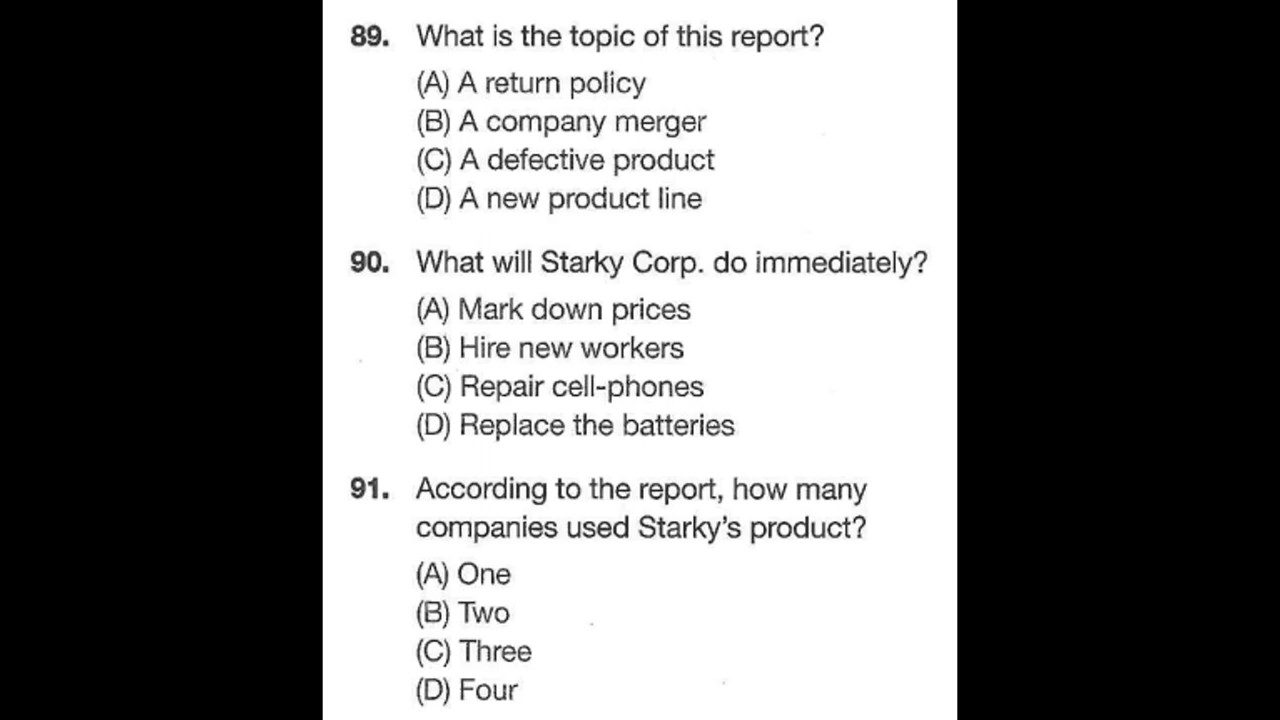 89. What is the topic of this report?
(A) A return policy
(B) A company merger
(C) A defective product
(D) A new product line
90. What will Starky Corp. do immediately?
(A) Mark down prices
(B) Hire new workers
(C) Repair cell-phones
(D) Replace the batteries
91. According to the report, how many
companies used Starky's product?
(A) One
(B) Two
(C) Three
(D) Four